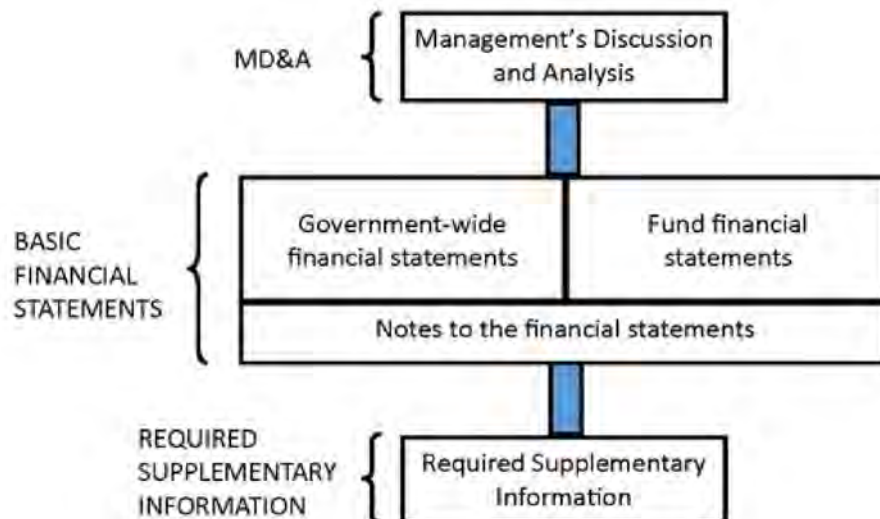 MD&A
Management's Discussion
and Analysis
BASIC
FINANCIAL
STATEMENTS
Government-wide
financial statements
Fund financial
statements
Notes to the financial statements
REQUIRED
SUPPLEMENTARY
INFORMATION
Required Supplementary
Information